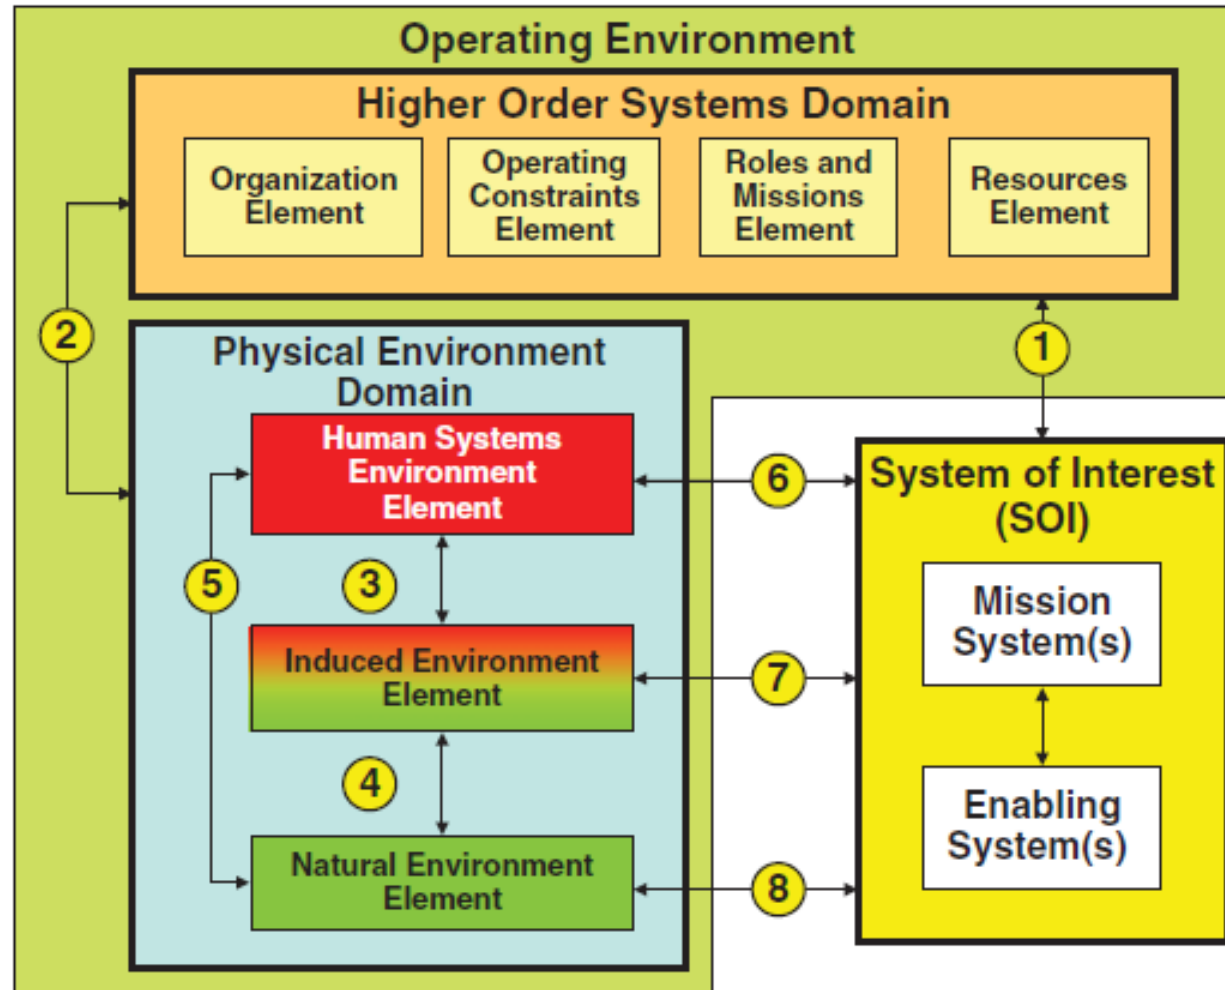 Operating Environment
Higher Order Systems Domain
Organization
Element
Operating
Constraints
Element
Roles and
Missions
Element
Resources
Element
2
1
Physical Environment
Domain
Human Systems
Environment
Element
6
System of Interest
(SOI)
5
3
Mission
System(s)
Induced Environment
Element
7
4
Enabling
System(s)
Natural Environment
Element
8